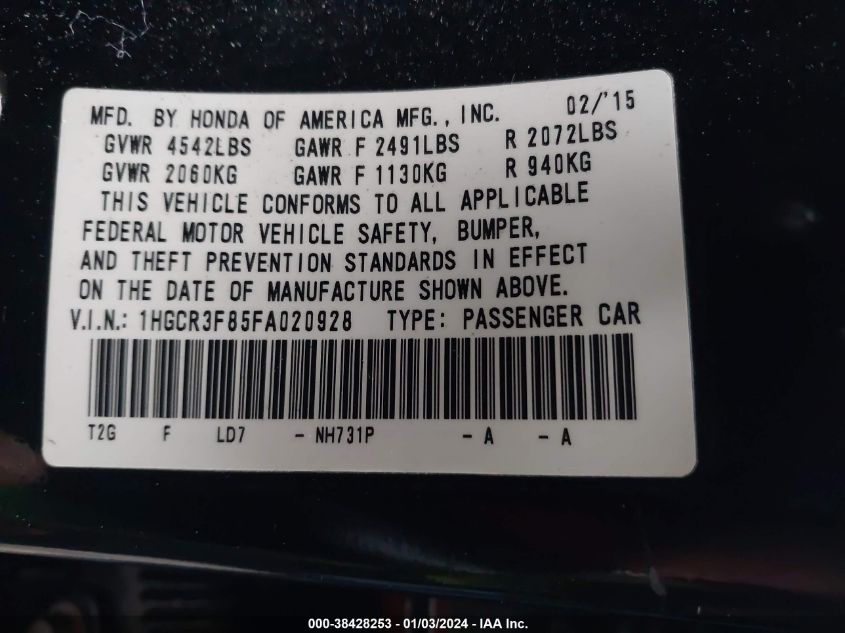 MFD. BY HONDA OF AMERICA MFG., INC. 02/'15
GVWR 4542LBS GAWR F 2491LBS R 2072LBS
GVWR 2060KG GAWR F 1130KG R 940KG
THIS VEHICLE CONFORMS TO ALL APPLICABLE
FEDERAL MOTOR VEHICLE SAFETY, BUMPER,
AND THEFT PREVENTION STANDARDS IN EFFECT
ON THE DATE OF MANUFACTURE SHOWN ABOVE.
V.I.N.: 1HGCR3F85FA020928 TYPE: PASSENGER CAR
T2G F LD7 - NH731P - A - A
000-38428253 - 01/03/2024 - IAA Inc.